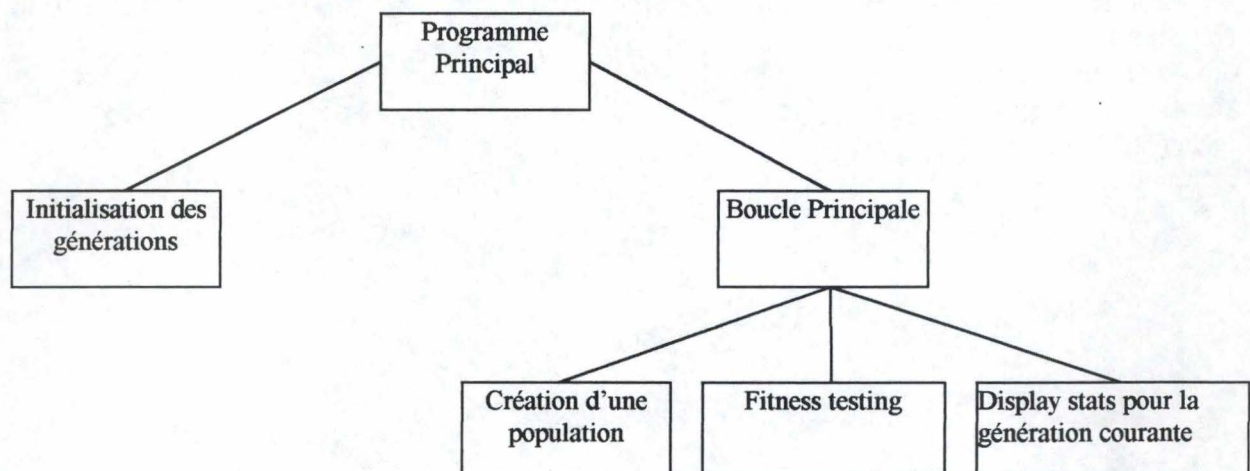 Programme
Principal
Initialisation des
générations
Boucle Principale
Création d'une
population
Fitness testing
Display stats pour la
génération courante